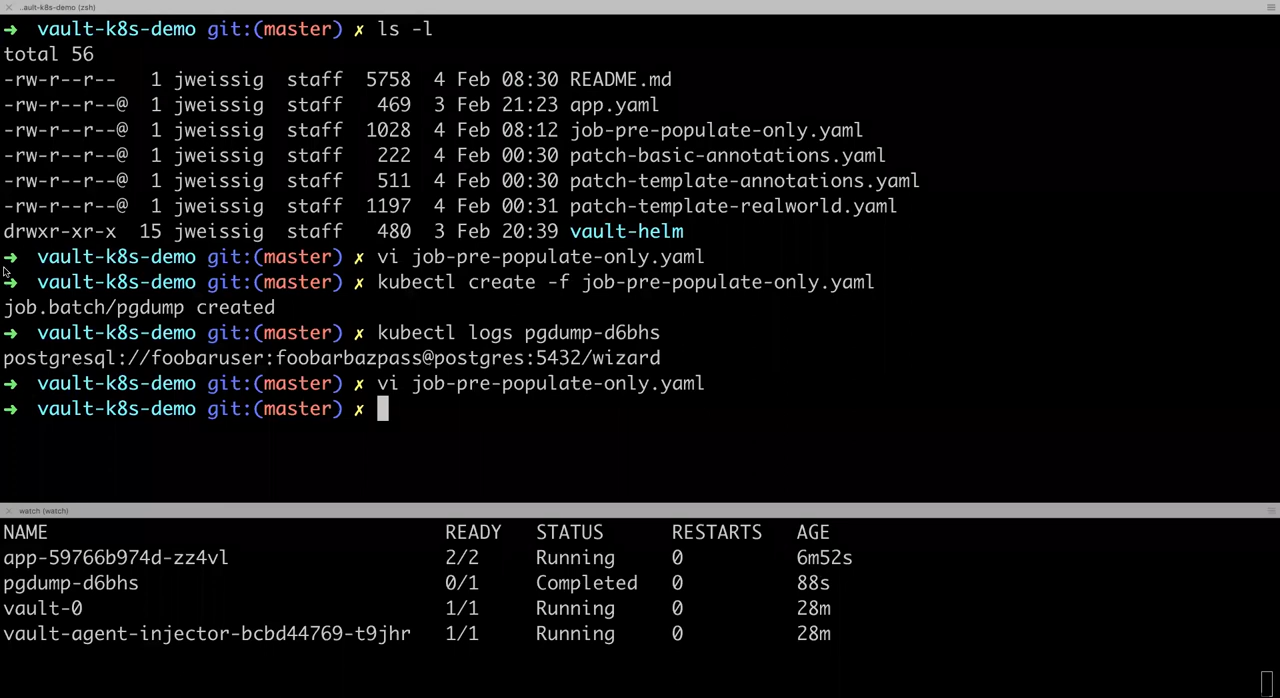 ..ault-k8s-demo (zsh)
➜ vault-k8s-demo git:(master) ✗ ls -l
total 56
-rw-r--r-- 1 jweissig staff 5758 4 Feb 08:30 README.md
-rw-r--r--@ 1 jweissig staff 469 3 Feb 21:23 app.yaml
-rw-r--r--@ 1 jweissig staff 1028 4 Feb 08:12 job-pre-populate-only.yaml
-rw-r--r--@ 1 jweissig staff 222 4 Feb 00:30 patch-basic-annotations.yaml
-rw-r--r--@ 1 jweissig staff 511 4 Feb 00:30 patch-template-annotations.yaml
-rw-r--r--@ 1 jweissig staff 1197 4 Feb 00:31 patch-template-realworld.yaml
drwxr-xr-x 15 jweissig staff 480 3 Feb 20:39 vault-helm
➜ vault-k8s-demo git:(master) ✗ vi job-pre-populate-only.yaml
➜ vault-k8s-demo git:(master) ✗ kubectl create -f job-pre-populate-only.yaml
job.batch/pgdump created
➜ vault-k8s-demo git:(master) ✗ kubectl logs pgdump-d6bhs
postgresql://foobaruser:foobarbazpass@postgres:5432/wizard
➜ vault-k8s-demo git:(master) ✗ vi job-pre-populate-only.yaml
➜ vault-k8s-demo git:(master) ✗
watch (watch)
NAME READY STATUS RESTARTS AGE
app-59766b974d-zz4vl 2/2 Running 0 6m52s
pgdump-d6bhs 0/1 Completed 0 88s
vault-0 1/1 Running 0 28m
vault-agent-injector-bcbd44769-t9jhr 1/1 Running 0 28m